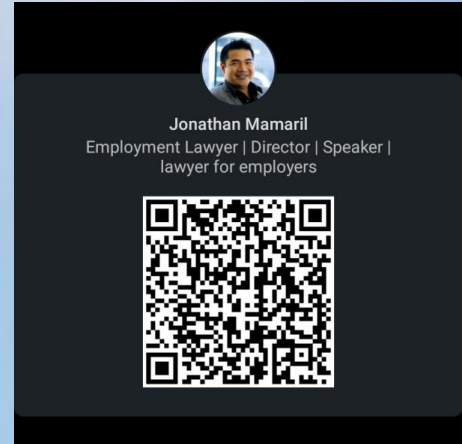 Jonathan Mamaril
Employment Lawyer | Director | Speaker |
lawyer for employers